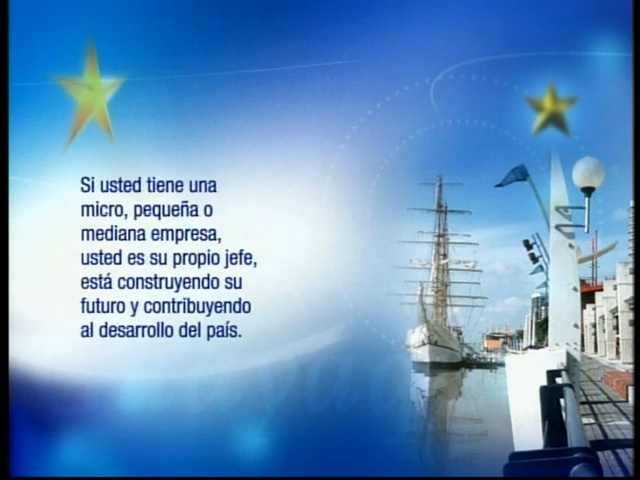 Si usted tiene una
micro, pequeña o
mediana empresa,
usted es su propio jefe,
está construyendo su
futuro y contribuyendo
al desarrollo del país.